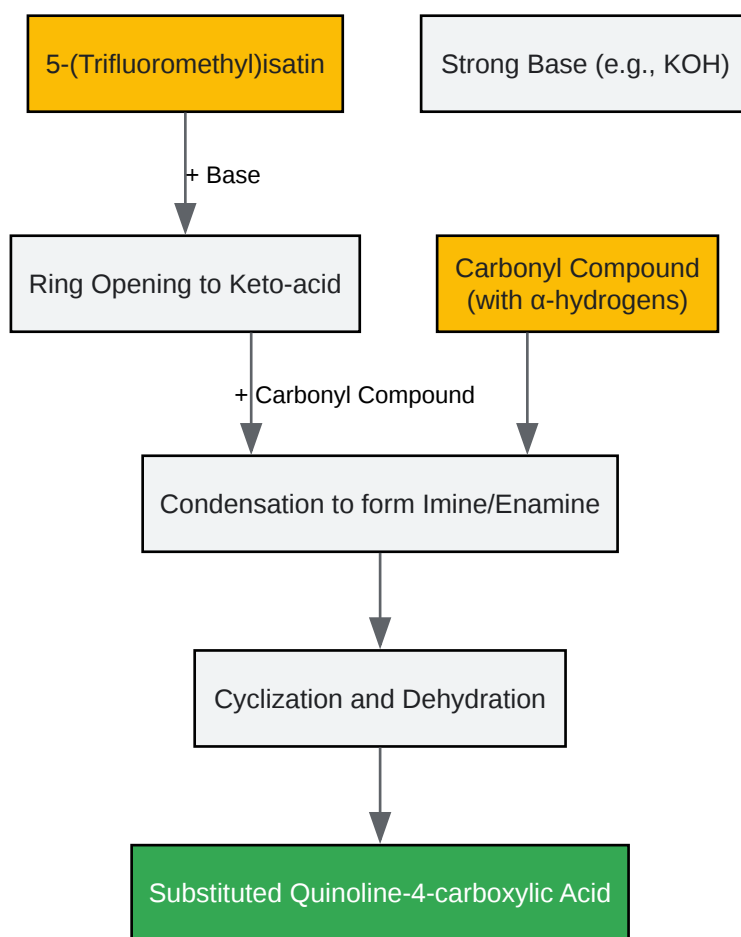 5-(Trifluoromethyl)isatin
Strong Base (e.g., KOH)
+ Base
Ring Opening to Keto-acid
Carbonyl Compound
(with α-hydrogens)
+ Carbonyl Compound
Condensation to form Imine/Enamine
Cyclization and Dehydration
Substituted Quinoline-4-carboxylic Acid